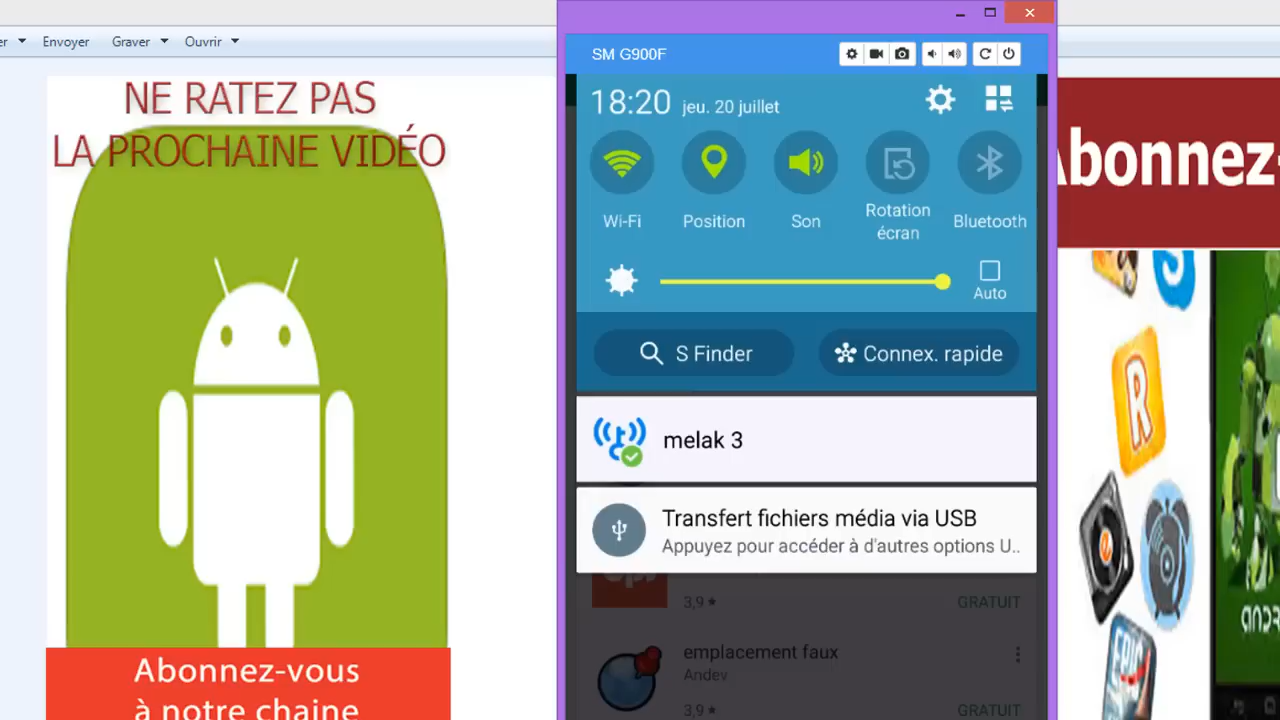 Envoyer Graver Ouvrir
NE RATEZ PAS
LA PROCHAINE VIDÉO
Abonnez-vous
à notre chaine
SM G900F
18:20 jeu. 20 juillet
Wi-Fi
Position
Son
Rotation
écran
Bluetooth
Auto
S Finder
Connex. rapide
melak 3
Transfert fichiers média via USB
Appuyez pour accéder à d'autres options U..
3,9 GRATUIT
emplacement faux
Andev
3,9 GRATUIT
Abonnez-
R
EPIC